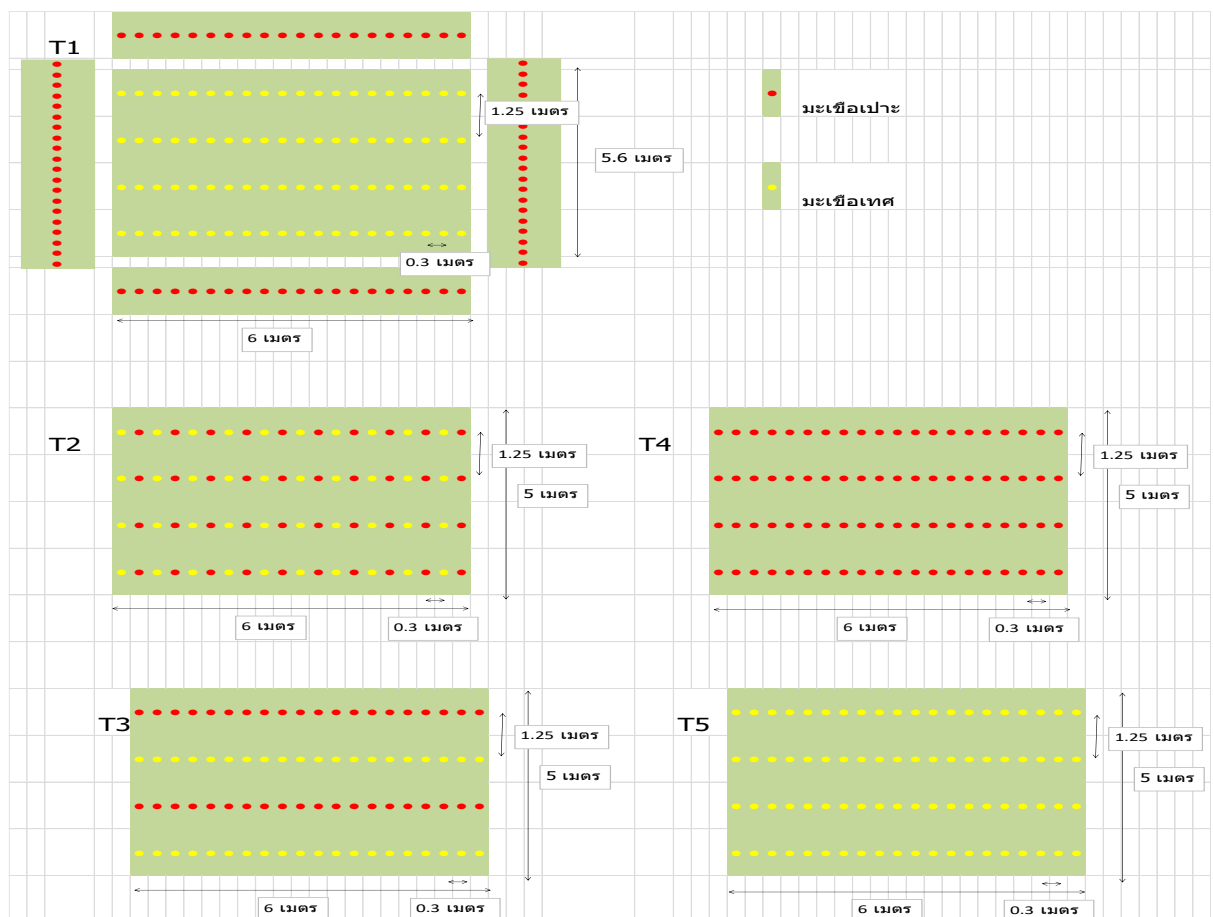 T1
1.25 เมตร
5.6 เมตร
0.3 เมตร
6 เมตร
มะเขือเปาะ
มะเขือเทศ
T2
1.25 เมตร
5 เมตร
6 เมตร
0.3 เมตร
T4
1.25 เมตร
5 เมตร
6 เมตร
0.3 เมตร
T3
1.25 เมตร
5 เมตร
6 เมตร
0.3 เมตร
T5
1.25 เมตร
5 เมตร
6 เมตร
0.3 เมตร